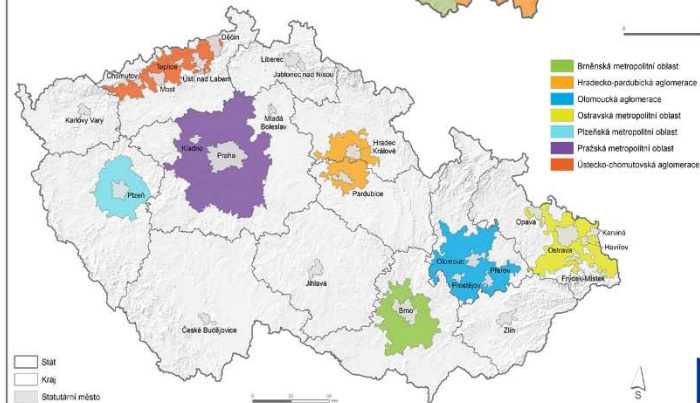 Brněnská metropolitní oblast
Hradecko-pardubická aglomerace
Olomoucká aglomerace
Ostravská metropolitní oblast
Plzeňská metropolitní oblast
Pražská metropolitní oblast
Ústecko-chomutovská aglomerace
Děčín
Teplice
Ústí nad Labem
Chomutov
Most
Liberec
Jablonec nad Nisou
Karlovy Vary
Mladá
Boleslav
Kladno
Praha
Hradec
Králové
Pardubice
Plzeň
Opava
Karviná
Ostrava
Havířov
Frýdek-Místek
Olomouc
Přerov
Prostějov
Jihlava
Brno
Zlín
České Budějovice
Stát
Kraj
Statutární město
S